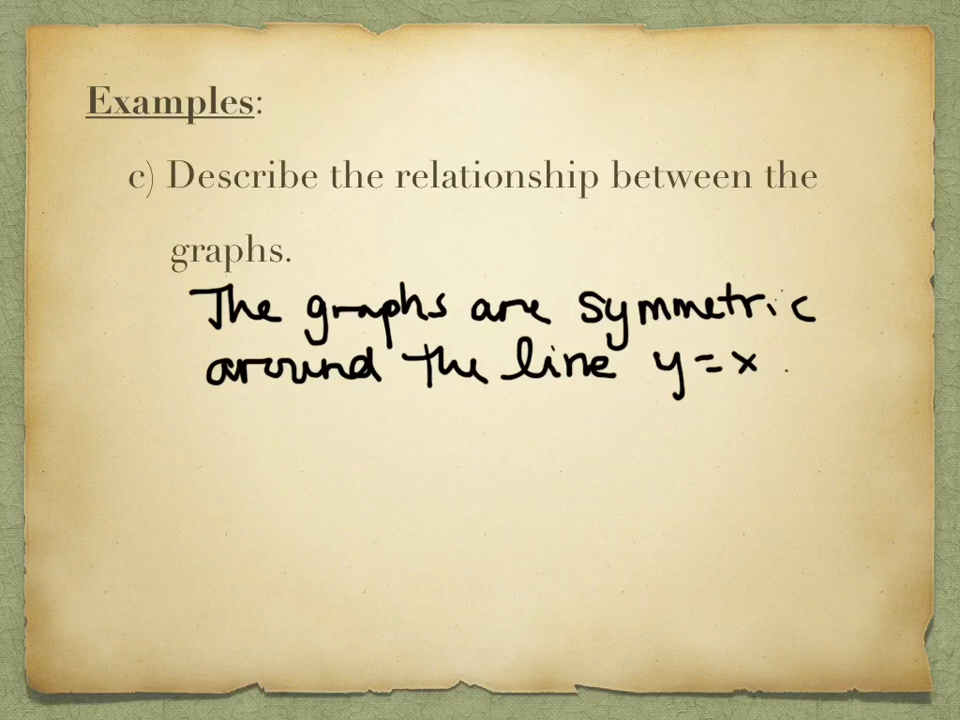 Examples:
c) Describe the relationship between the
graphs.
The graphs are symmetric
around the line y=x.